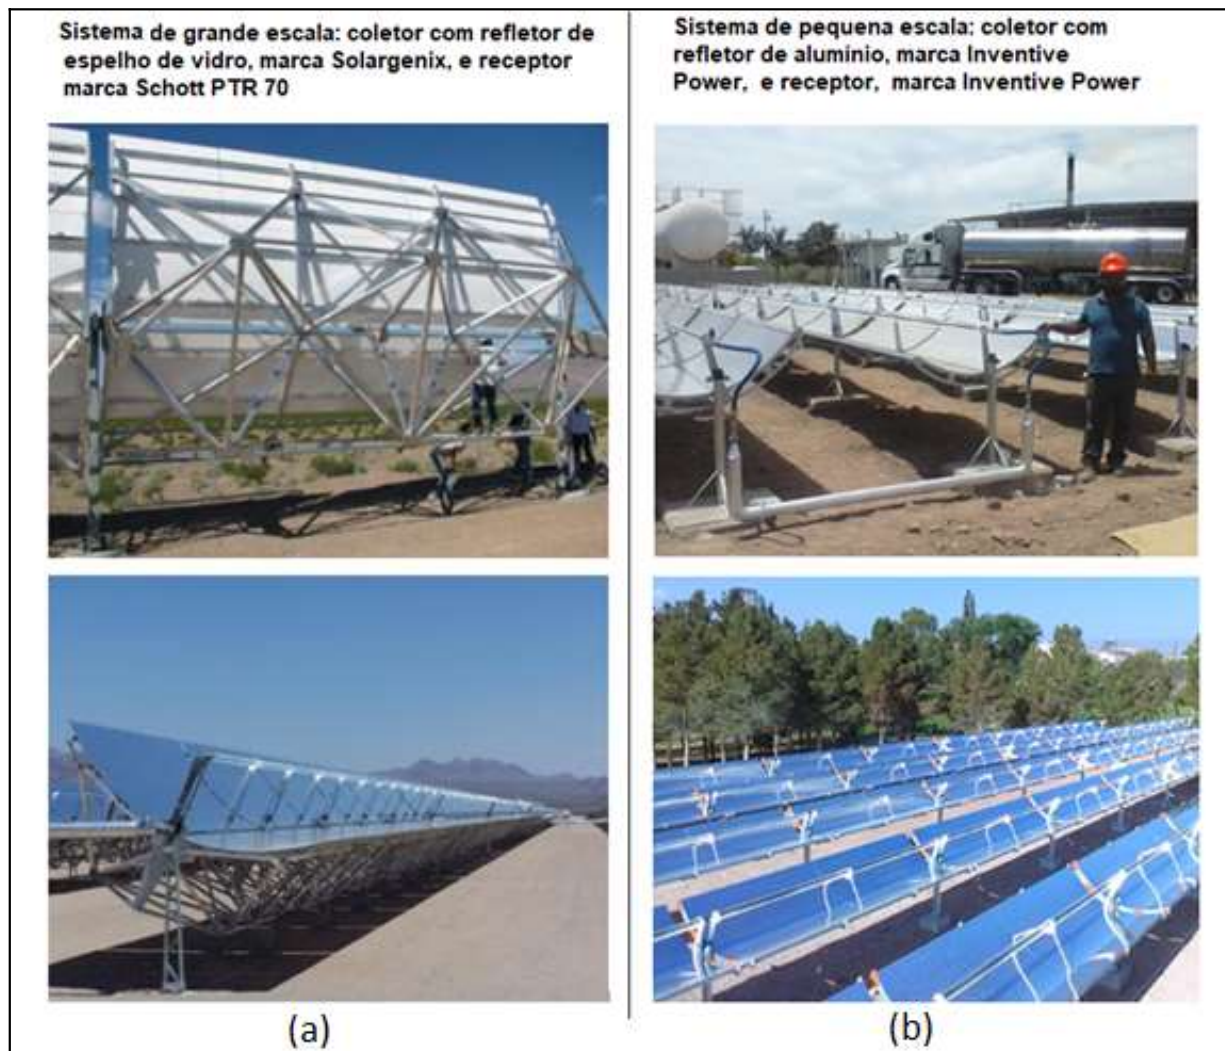 Sistema de grande escala: coletor com refletor de
espelho de vidro, marca Solargenix, e receptor
marca Schott PTR 70
Sistema de pequena escala: coletor com
refletor de alumínio, marca Inventive
Power, e receptor, marca Inventive Power
(a)
(b)